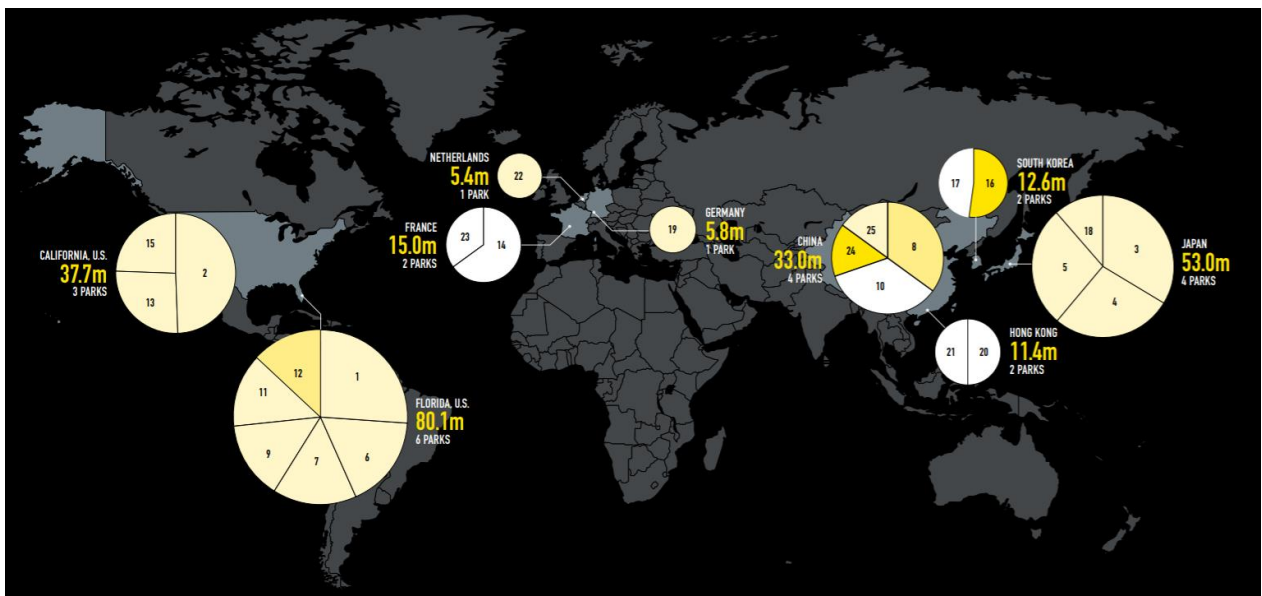 NETHERLANDS
5.4m
1 PARK
22
FRANCE
15.0m
2 PARKS
23
14
GERMANY
5.8m
1 PARK
19
SOUTH KOREA
12.6m
2 PARKS
17
16
CHINA
33.0m
4 PARKS
25
8
24
10
JAPAN
53.0m
4 PARKS
18
3
5
4
HONG KONG
11.4m
2 PARKS
21
20
CALIFORNIA, U.S.
37.7m
3 PARKS
15
2
13
FLORIDA, U.S.
80.1m
6 PARKS
12
1
11
9
7
6